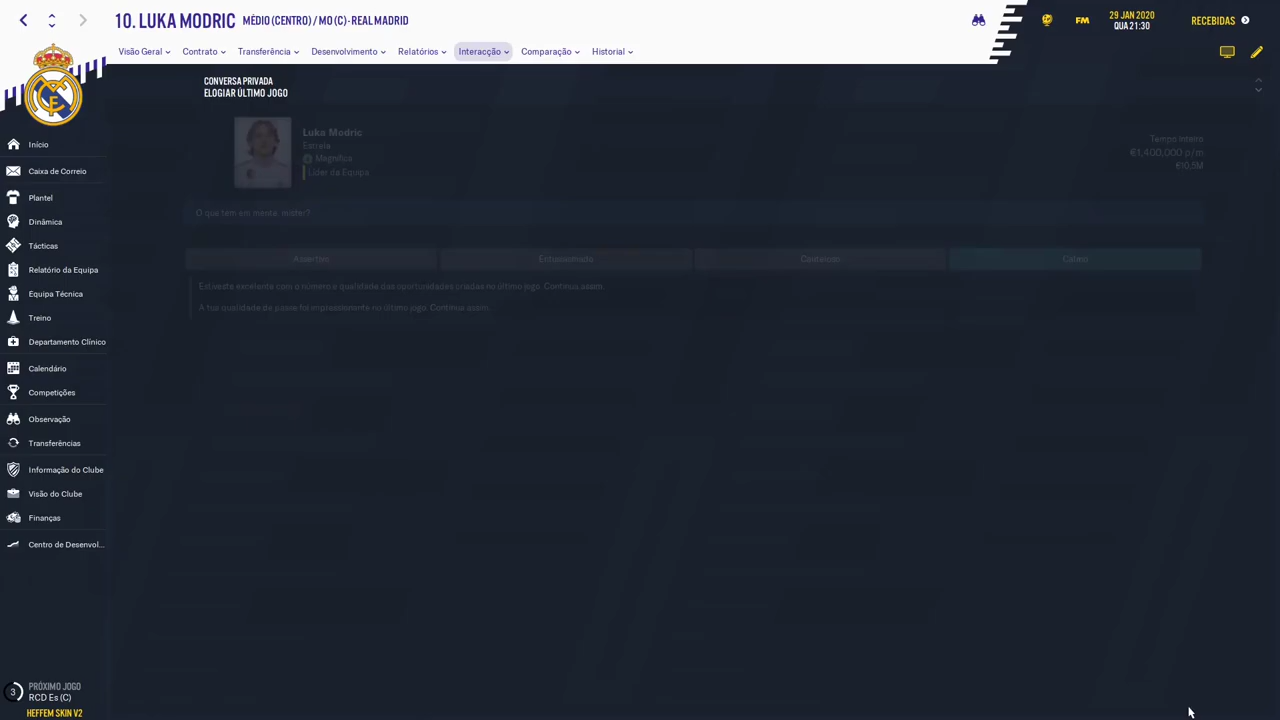 10. LUKA MODRIC MÉDIO (CENTRO) / MO (C) - REAL MADRID
29 JAN 2020
QUA 21:30
RECEBIDAS
FM
Visão Geral Contrato Transferência Desenvolvimento Relatórios Interacção Comparação Historial
CONVERSA PRIVADA
ELOGIAR ÚLTIMO JOGO
Luka Modric
Estrela
Magnífica
Líder da Equipa
Tempo Inteiro
€1,400,000 p/m
€10,5M
O que tem em mente, mister?
Assertivo Entusiasmado Cauteloso Calmo
Estiveste excelente com o número e qualidade das oportunidades criadas no último jogo. Continua assim.
A tua qualidade de passe foi impressionante no último jogo. Continua assim.
Início
Caixa de Correio
Plantel
Dinâmica
Tácticas
Relatório da Equipa
Equipa Técnica
Treino
Departamento Clínico
Calendário
Competições
Observação
Transferências
Informação do Clube
Visão do Clube
Finanças
Centro de Desenvol...
3 PRÓXIMO JOGO
RCD Es (C)
HEFFEM SKIN V2